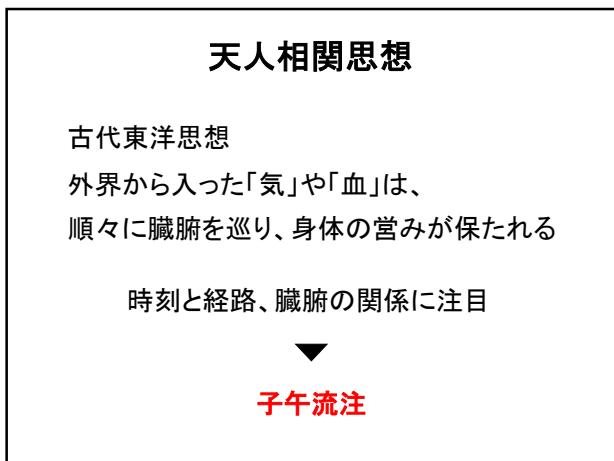 天人相関思想
古代東洋思想
外界から入った「気」や「血」は、
順々に臓腑を巡り、身体の営みが保たれる
時刻と経路、臓腑の関係に注目
子午流注